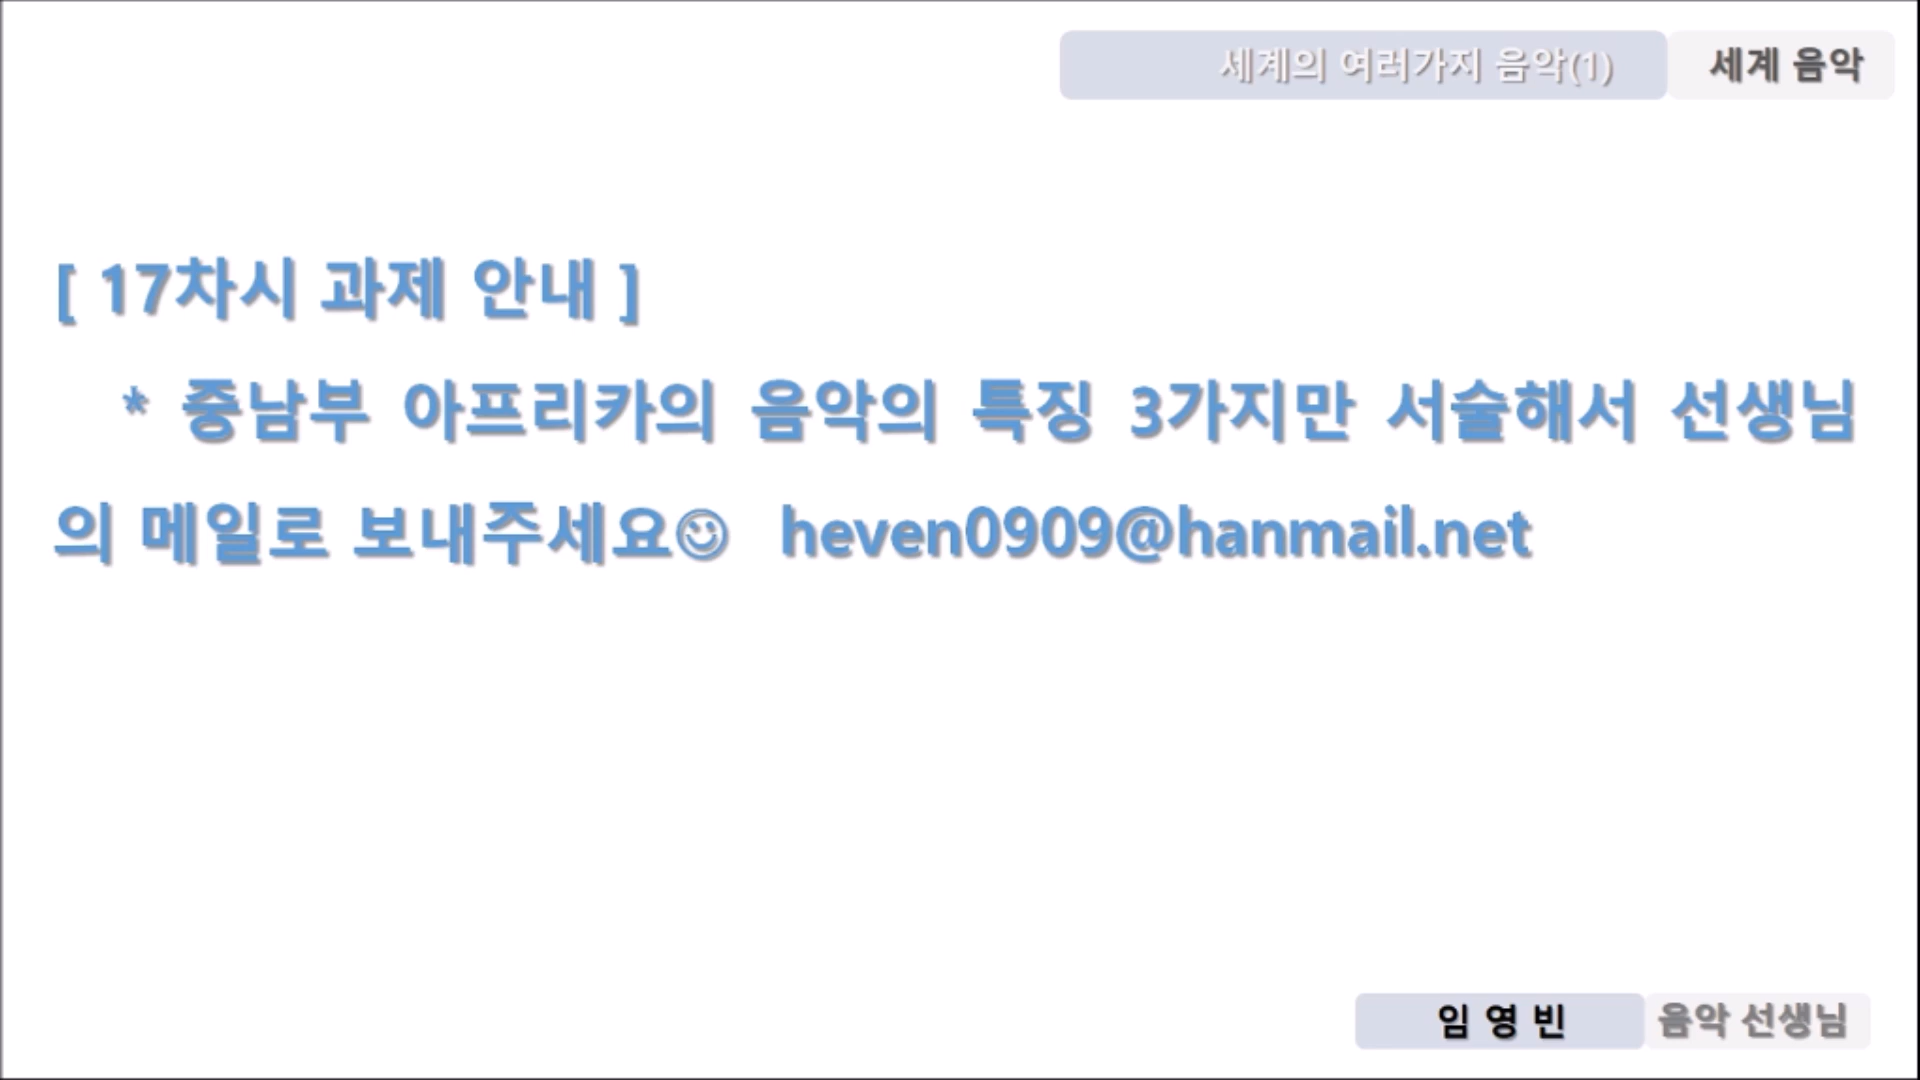 세계의 여러가지 음악(1) 세계 음악
[ 17차시 과제 안내 ]
* 중남부 아프리카의 음악의 특징 3가지만 서술해서 선생님
의 메일로 보내주세요☺ heven0909@hanmail.net
임 영 빈 음악 선생님